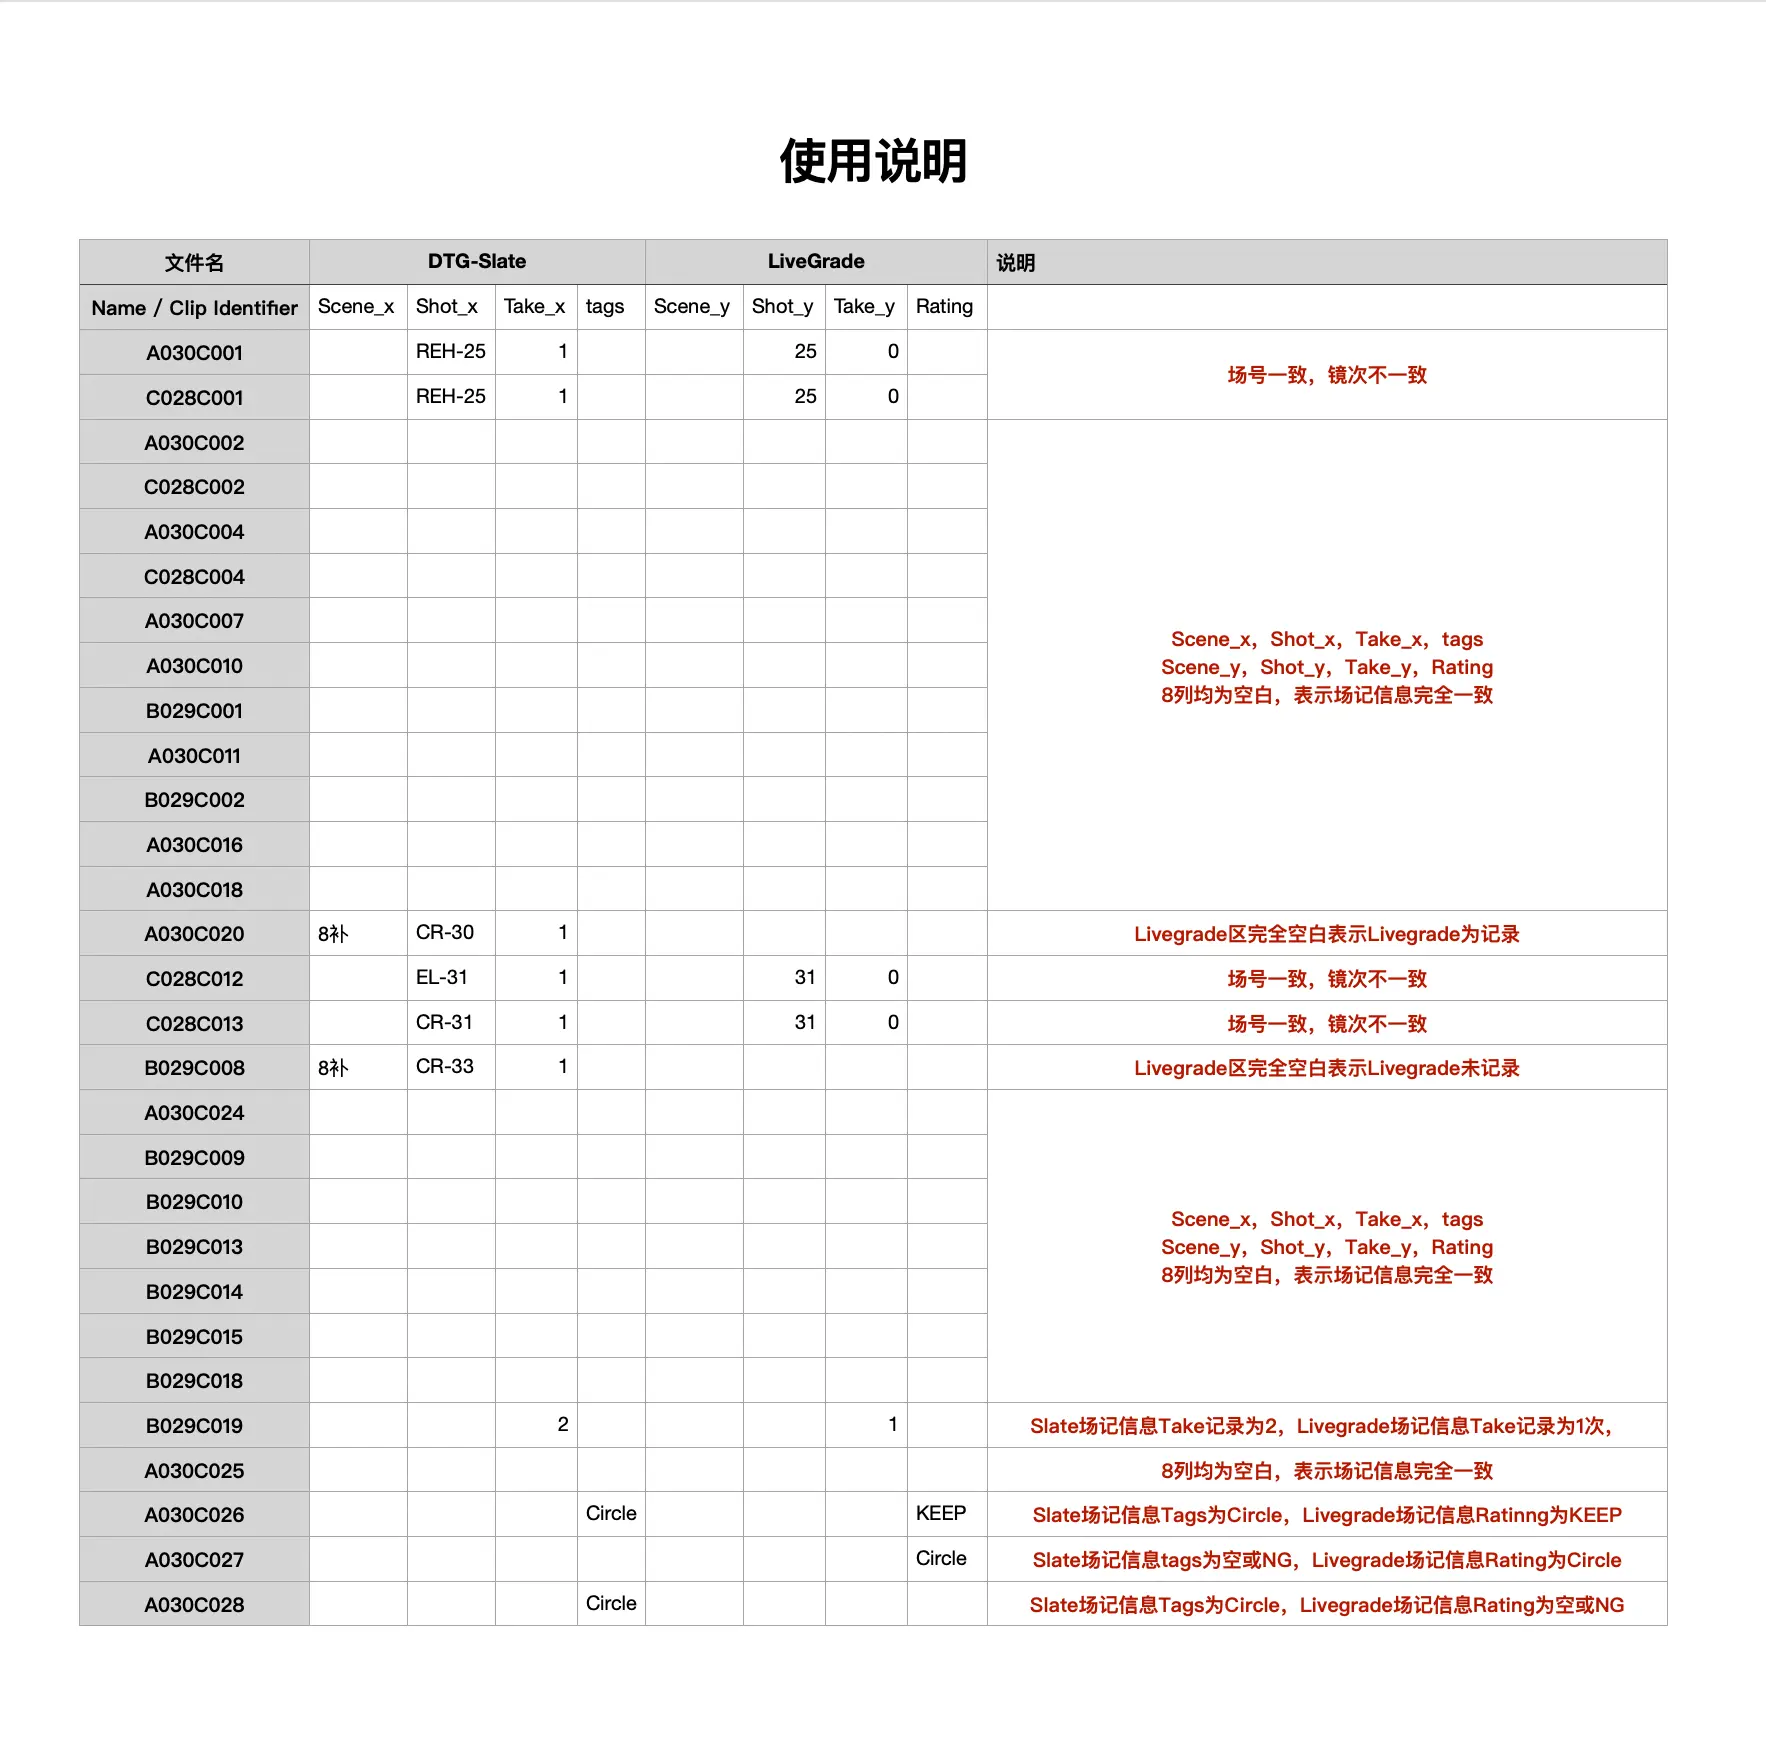 使用说明
文件名 DTG-Slate LiveGrade 说明
Name / Clip Identifier Scene_x Shot_x Take_x tags Scene_y Shot_y Take_y Rating
A030C001 REH-25 1 25 0
场号一致，镜次不一致
C028C001 REH-25 1 25 0
A030C002
C028C002
A030C004
C028C004
A030C007
A030C010
Scene_x，Shot_x，Take_x，tags
Scene_y，Shot_y，Take_y，Rating
8列均为空白，表示场记信息完全一致
B029C001
A030C011
B029C002
A030C016
A030C018
A030C020 8补 CR-30 1 Livegrade区完全空白表示Livegrade为记录
C028C012 EL-31 1 31 0 场号一致，镜次不一致
C028C013 CR-31 1 31 0 场号一致，镜次不一致
B029C008 8补 CR-33 1 Livegrade区完全空白表示Livegrade未记录
A030C024
B029C009
B029C010
Scene_x，Shot_x，Take_x，tags
Scene_y，Shot_y，Take_y，Rating
8列均为空白，表示场记信息完全一致
B029C013
B029C014
B029C015
B029C018
B029C019 2 1 Slate场记信息Take记录为2，Livegrade场记信息Take记录为1次，
A030C025 8列均为空白，表示场记信息完全一致
A030C026 Circle KEEP Slate场记信息Tags为Circle，Livegrade场记信息Ratinng为KEEP
A030C027 Circle Slate场记信息tags为空或NG，Livegrade场记信息Rating为Circle
A030C028 Circle Slate场记信息Tags为Circle，Livegrade场记信息Rating为空或NG